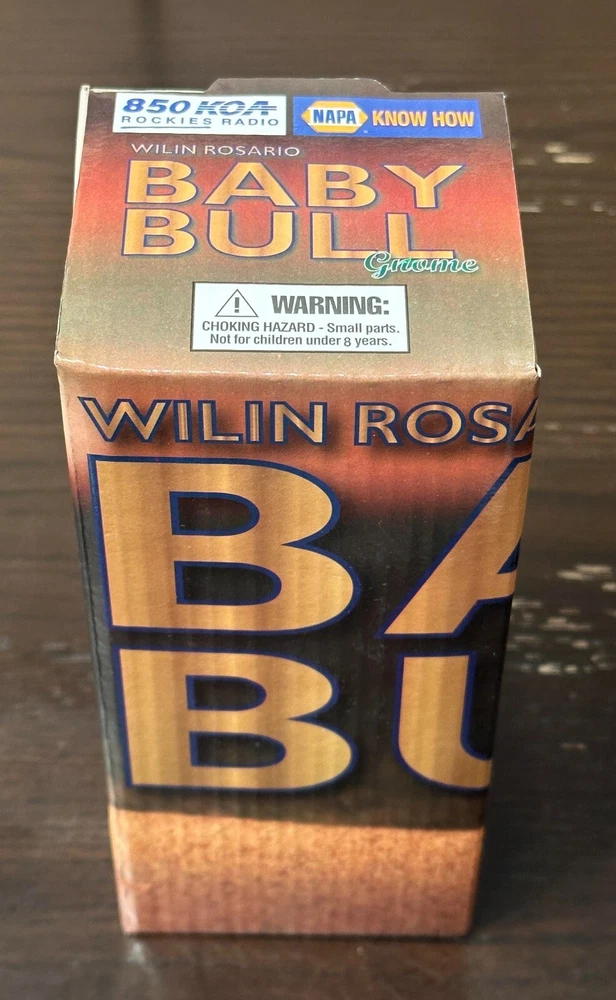 850 KOA
ROCKIES RADIO
NAPA KNOW HOW
WILIN ROSARIO
BABY
BULL
Gnome
WARNING:
CHOKING HAZARD - Small parts.
Not for children under 8 years.
WILIN ROSA
BA
BU